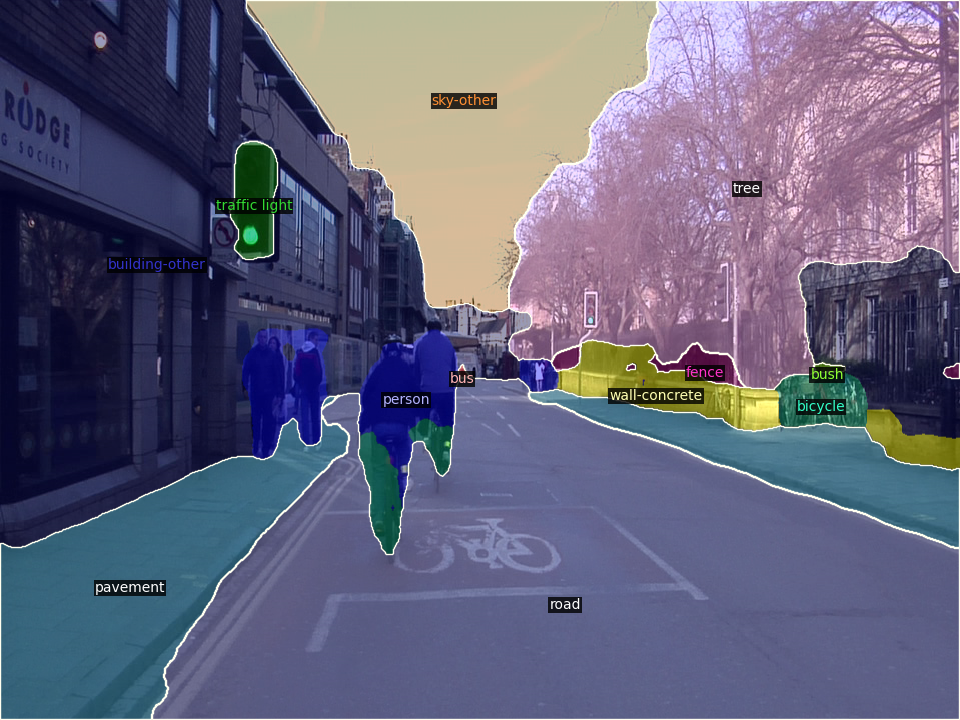 sky-other
RIDGE
G SOCIETY
tree
traffic light
building-other
bus
fence
bush
person
wall-concrete
bicycle
pavement
road